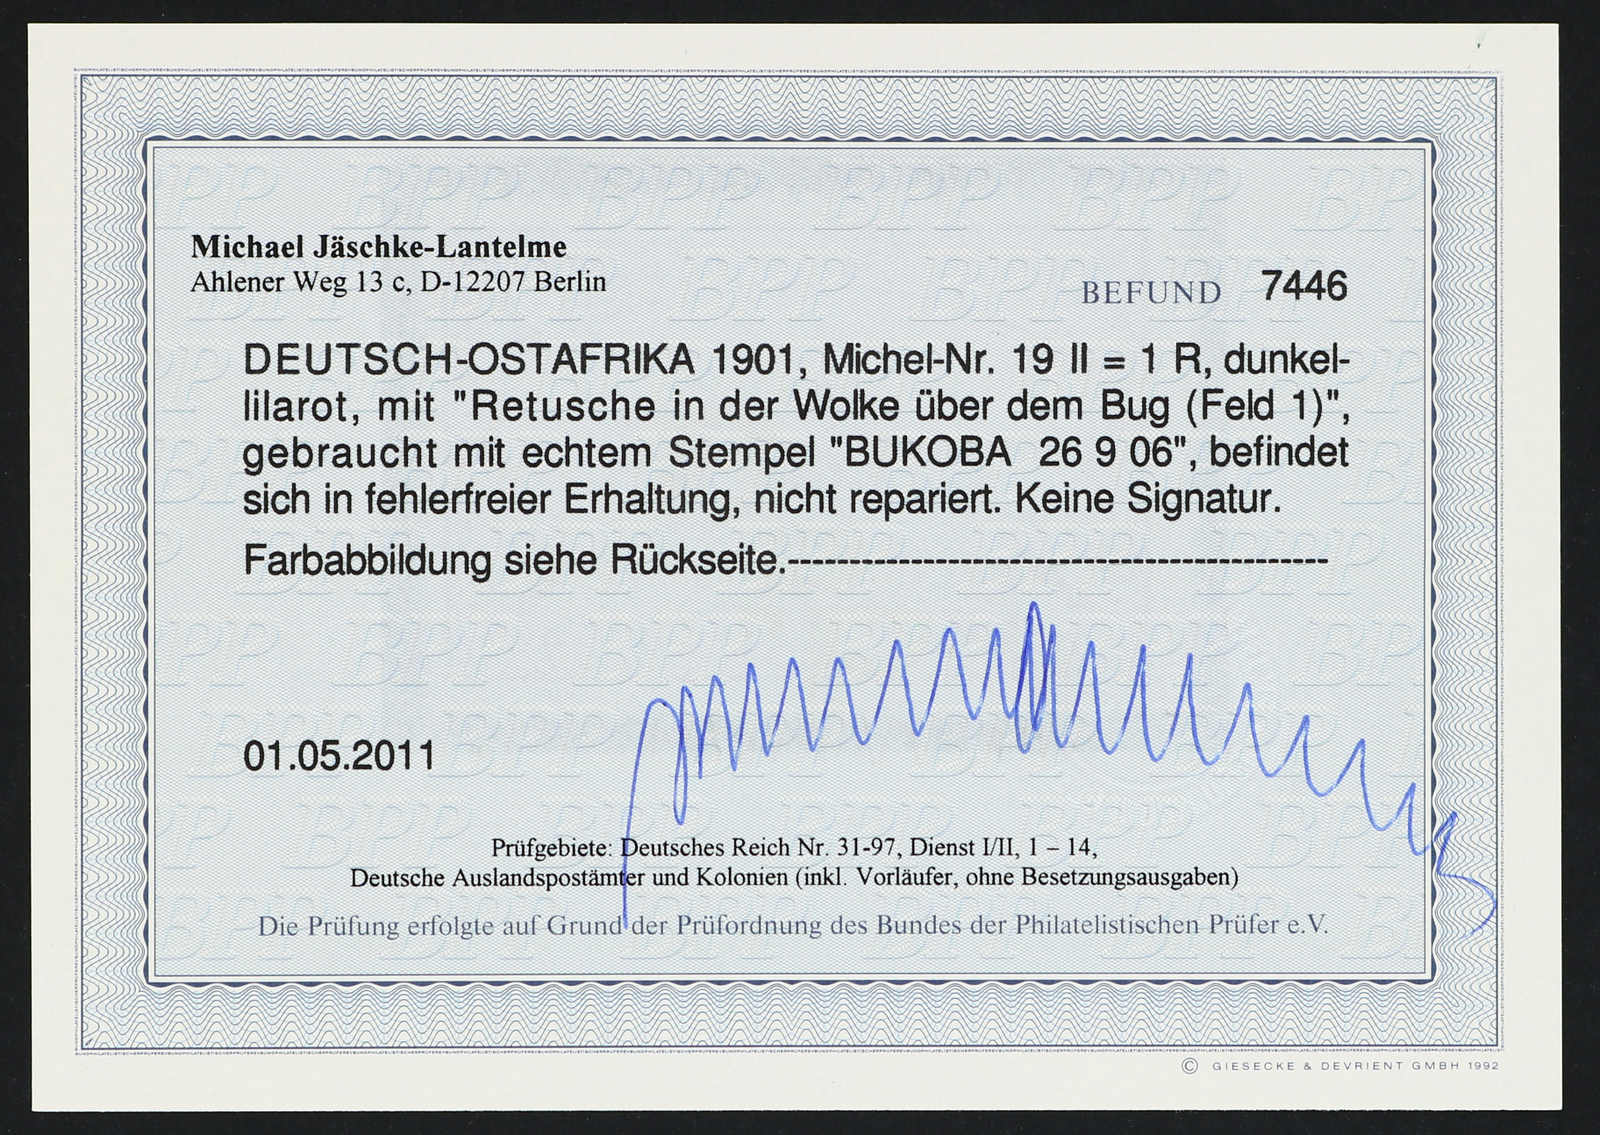 Michael Jäschke-Lantelme
Ahlener Weg 13 c, D-12207 Berlin
BEFUND 7446
DEUTSCH-OSTAFRIKA 1901, Michel-Nr. 19 II = 1 R, dunkel-
lilarot, mit "Retusche in der Wolke über dem Bug (Feld 1)",
gebraucht mit echtem Stempel "BUKOBA 26 9 06", befindet
sich in fehlerfreier Erhaltung, nicht repariert. Keine Signatur.
Farbabbildung siehe Rückseite.--------------------------------------------
01.05.2011
Prüfgebiete: Deutsches Reich Nr. 31-97, Dienst I/II, 1 – 14,
Deutsche Auslandspostämter und Kolonien (inkl. Vorläufer, ohne Besetzungsausgaben)
Die Prüfung erfolgte auf Grund der Prüfordnung des Bundes der Philatelistischen Prüfer e.V.
© GIESECKE & DEVRIENT GMBH 1992